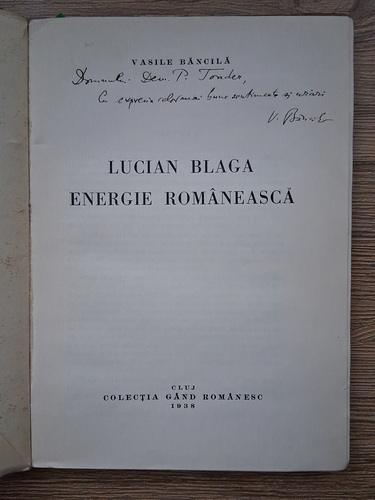 VASILE BĂNCILĂ
Domnului Dem. P. Tonder,
Cu expresia celor mai bune sentimente și urări
V. Băncilă
LUCIAN BLAGA
ENERGIE ROMÂNEASCĂ
CLUJ
COLECȚIA GÂND ROMÂNESC
1938